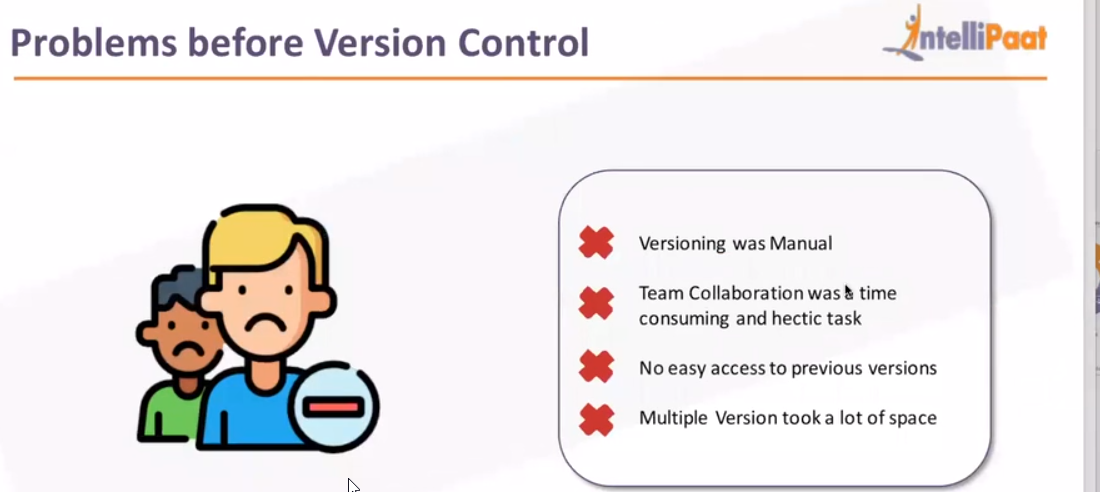 Problems before Version Control
IntelliPaat
Versioning was Manual
Team Collaboration was a time
consuming and hectic task
No easy access to previous versions
Multiple Version took a lot of space